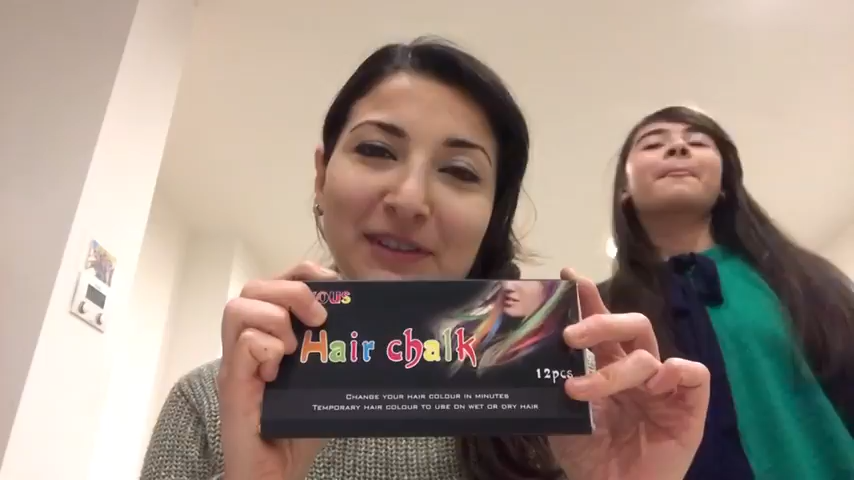 Hair chalk
12pcs
CHANGE YOUR HAIR COLOUR IN MINUTES
TEMPORARY HAIR COLOUR TO USE ON WET OR DRY HAIR